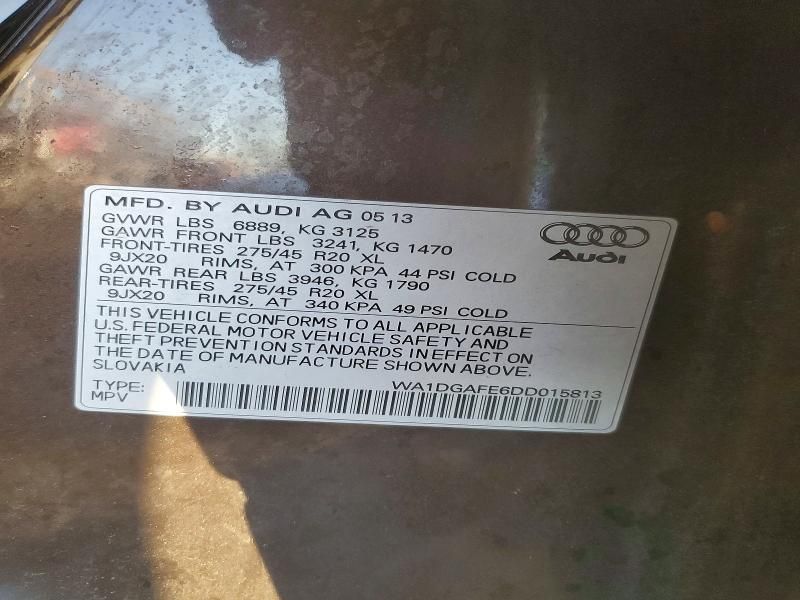 MFD. BY AUDI AG 05 13
GVWR LBS 6889, KG 3125
GAWR FRONT LBS 3241, KG 1470
FRONT-TIRES 275/45 R20 XL
9JX20 RIMS, AT 300 KPA 44 PSI COLD
GAWR REAR LBS 3946, KG 1790
REAR-TIRES 275/45 R20 XL
9JX20 RIMS, AT 340 KPA 49 PSI COLD
Audi
THIS VEHICLE CONFORMS TO ALL APPLICABLE
U.S. FEDERAL MOTOR VEHICLE SAFETY AND
THEFT PREVENTION STANDARDS IN EFFECT ON
THE DATE OF MANUFACTURE SHOWN ABOVE.
SLOVAKIA
TYPE: WA1DGAFE6DD015813
MPV